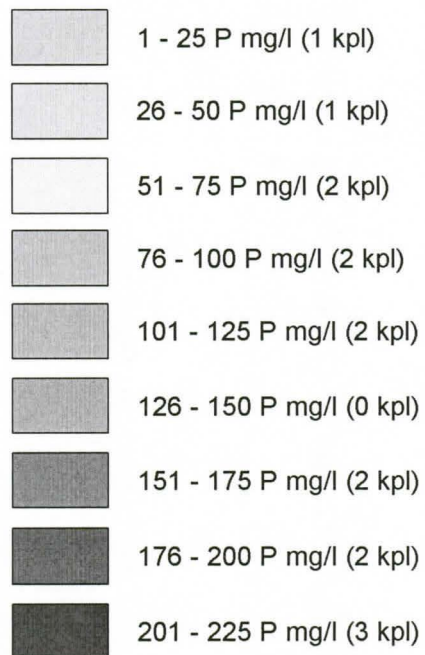 1 - 25 P mg/l (1 kpl)
26 - 50 P mg/l (1 kpl)
51 - 75 P mg/l (2 kpl)
76 - 100 P mg/l (2 kpl)
101 - 125 P mg/l (2 kpl)
126 - 150 P mg/l (0 kpl)
151 - 175 P mg/l (2 kpl)
176 - 200 P mg/l (2 kpl)
201 - 225 P mg/l (3 kpl)